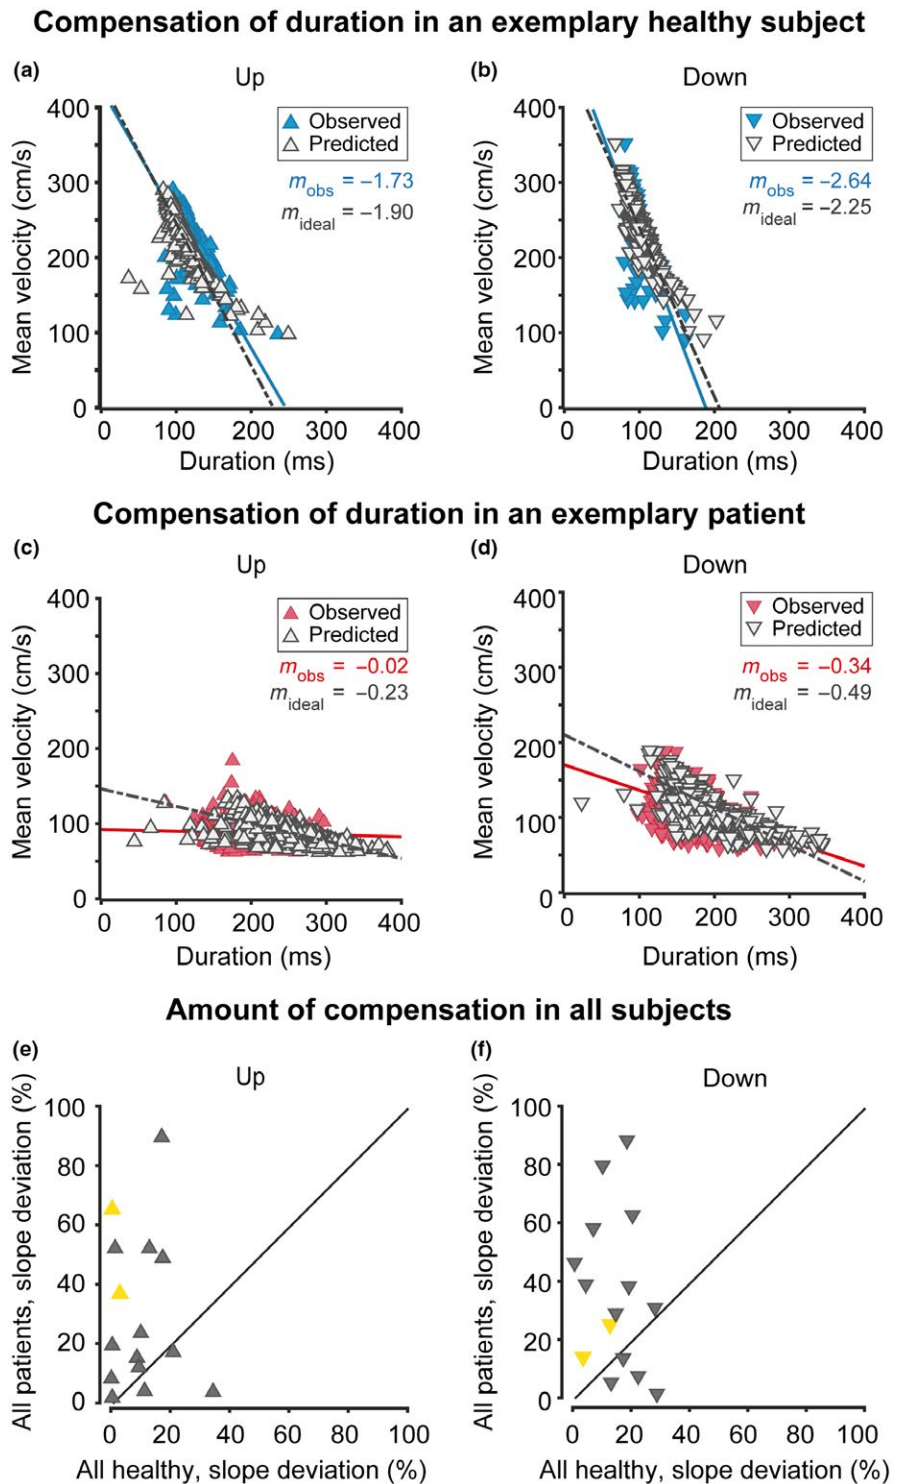 Compensation of duration in an exemplary healthy subject
(a)
Up
Mean velocity (cm/s)
400
300
200
100
0
0 100 200 300 400
Duration (ms)
Observed
Predicted
m_obs = −1.73
m_ideal = −1.90
(b)
Down
Mean velocity (cm/s)
400
300
200
100
0
0 100 200 300 400
Duration (ms)
Observed
Predicted
m_obs = −2.64
m_ideal = −2.25
Compensation of duration in an exemplary patient
(c)
Up
Mean velocity (cm/s)
400
300
200
100
0
0 100 200 300 400
Duration (ms)
Observed
Predicted
m_obs = −0.02
m_ideal = −0.23
(d)
Down
Mean velocity (cm/s)
400
300
200
100
0
0 100 200 300 400
Duration (ms)
Observed
Predicted
m_obs = −0.34
m_ideal = −0.49
Amount of compensation in all subjects
(e)
Up
All patients, slope deviation (%)
100
80
60
40
20
0
0 20 40 60 80 100
All healthy, slope deviation (%)
(f)
Down
All patients, slope deviation (%)
100
80
60
40
20
0
0 20 40 60 80 100
All healthy, slope deviation (%)